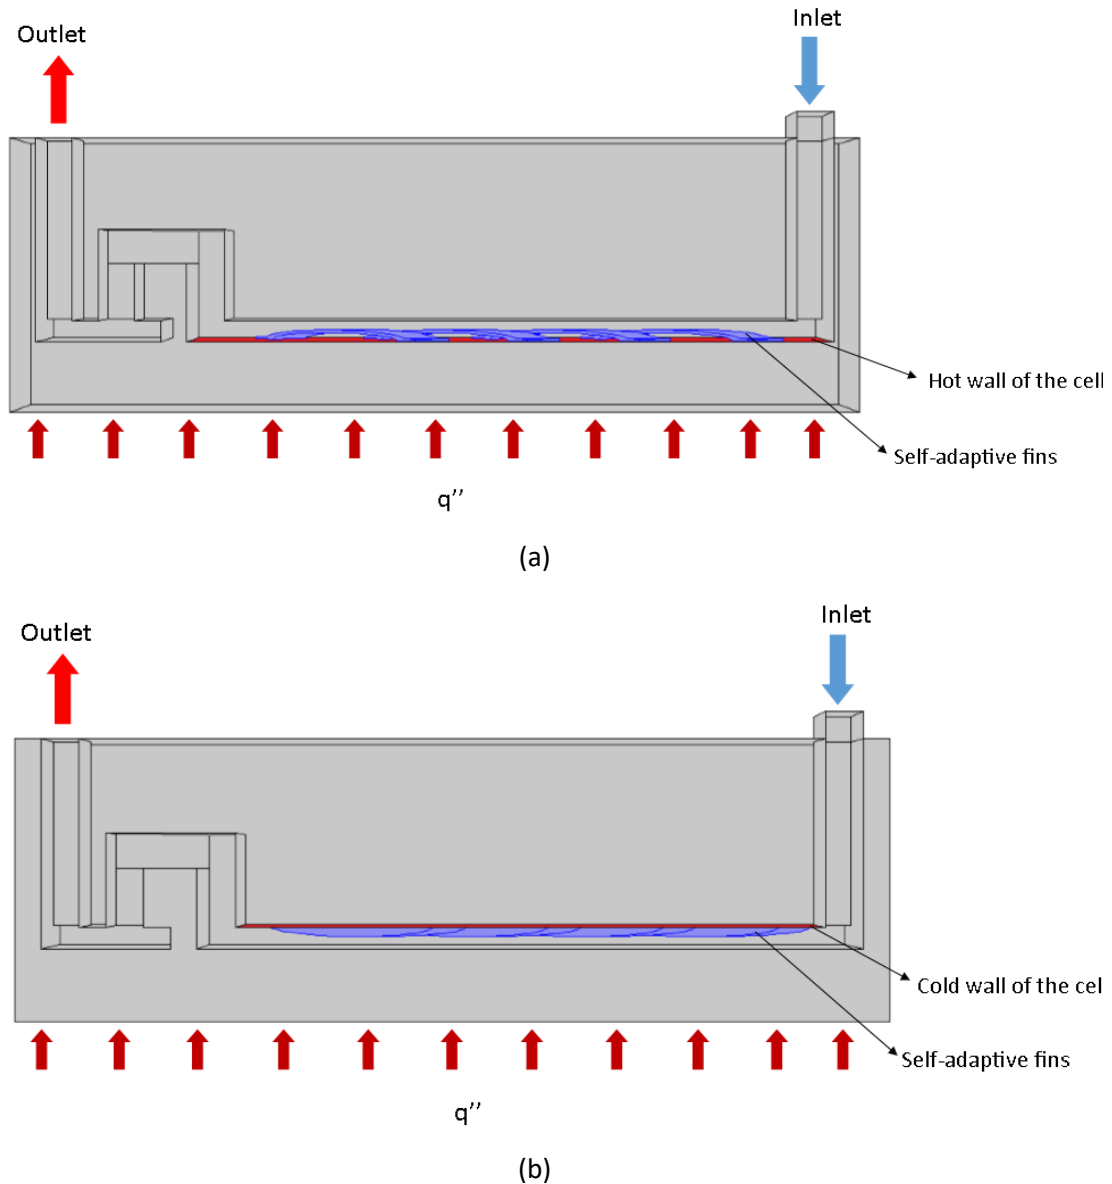 Outlet
Inlet
Hot wall of the cell
Self-adaptive fins
q’’
(a)
Outlet
Inlet
Cold wall of the cel
Self-adaptive fins
q’’
(b)